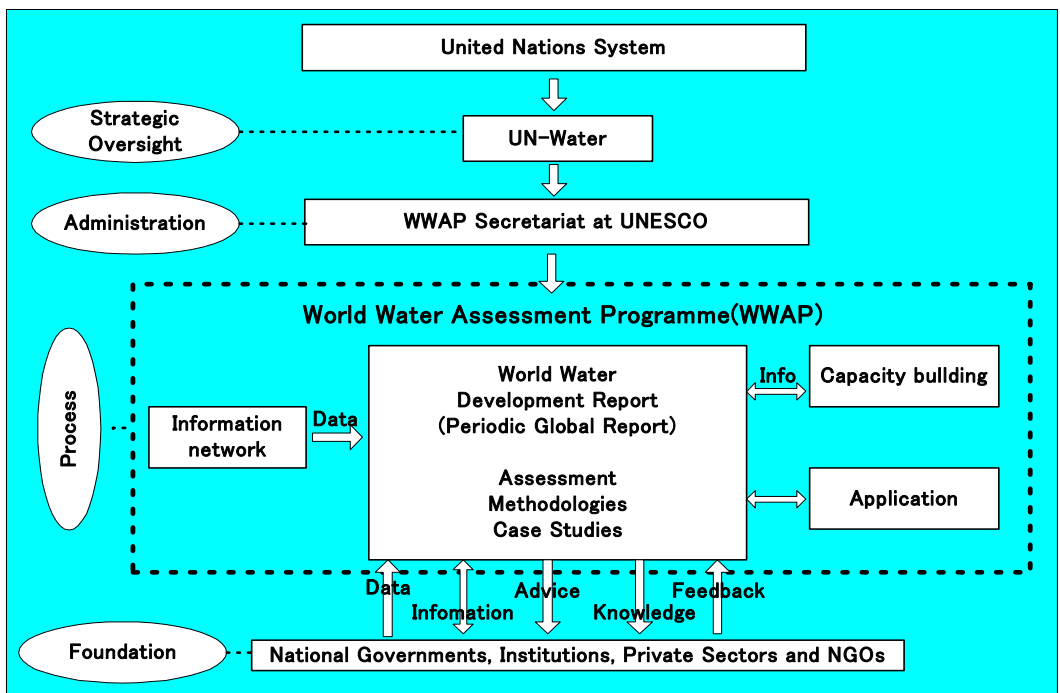 United Nations System
Strategic
Oversight
UN-Water
Administration
WWAP Secretariat at UNESCO
World Water Assessment Programme(WWAP)
Process
Information
network
Data
World Water
Development Report
(Periodic Global Report)
Assessment
Methodologies
Case Studies
Info
Capacity bullding
Application
Data
Infomation
Advice
Knowledge
Feedback
Foundation
National Governments, Institutions, Private Sectors and NGOs